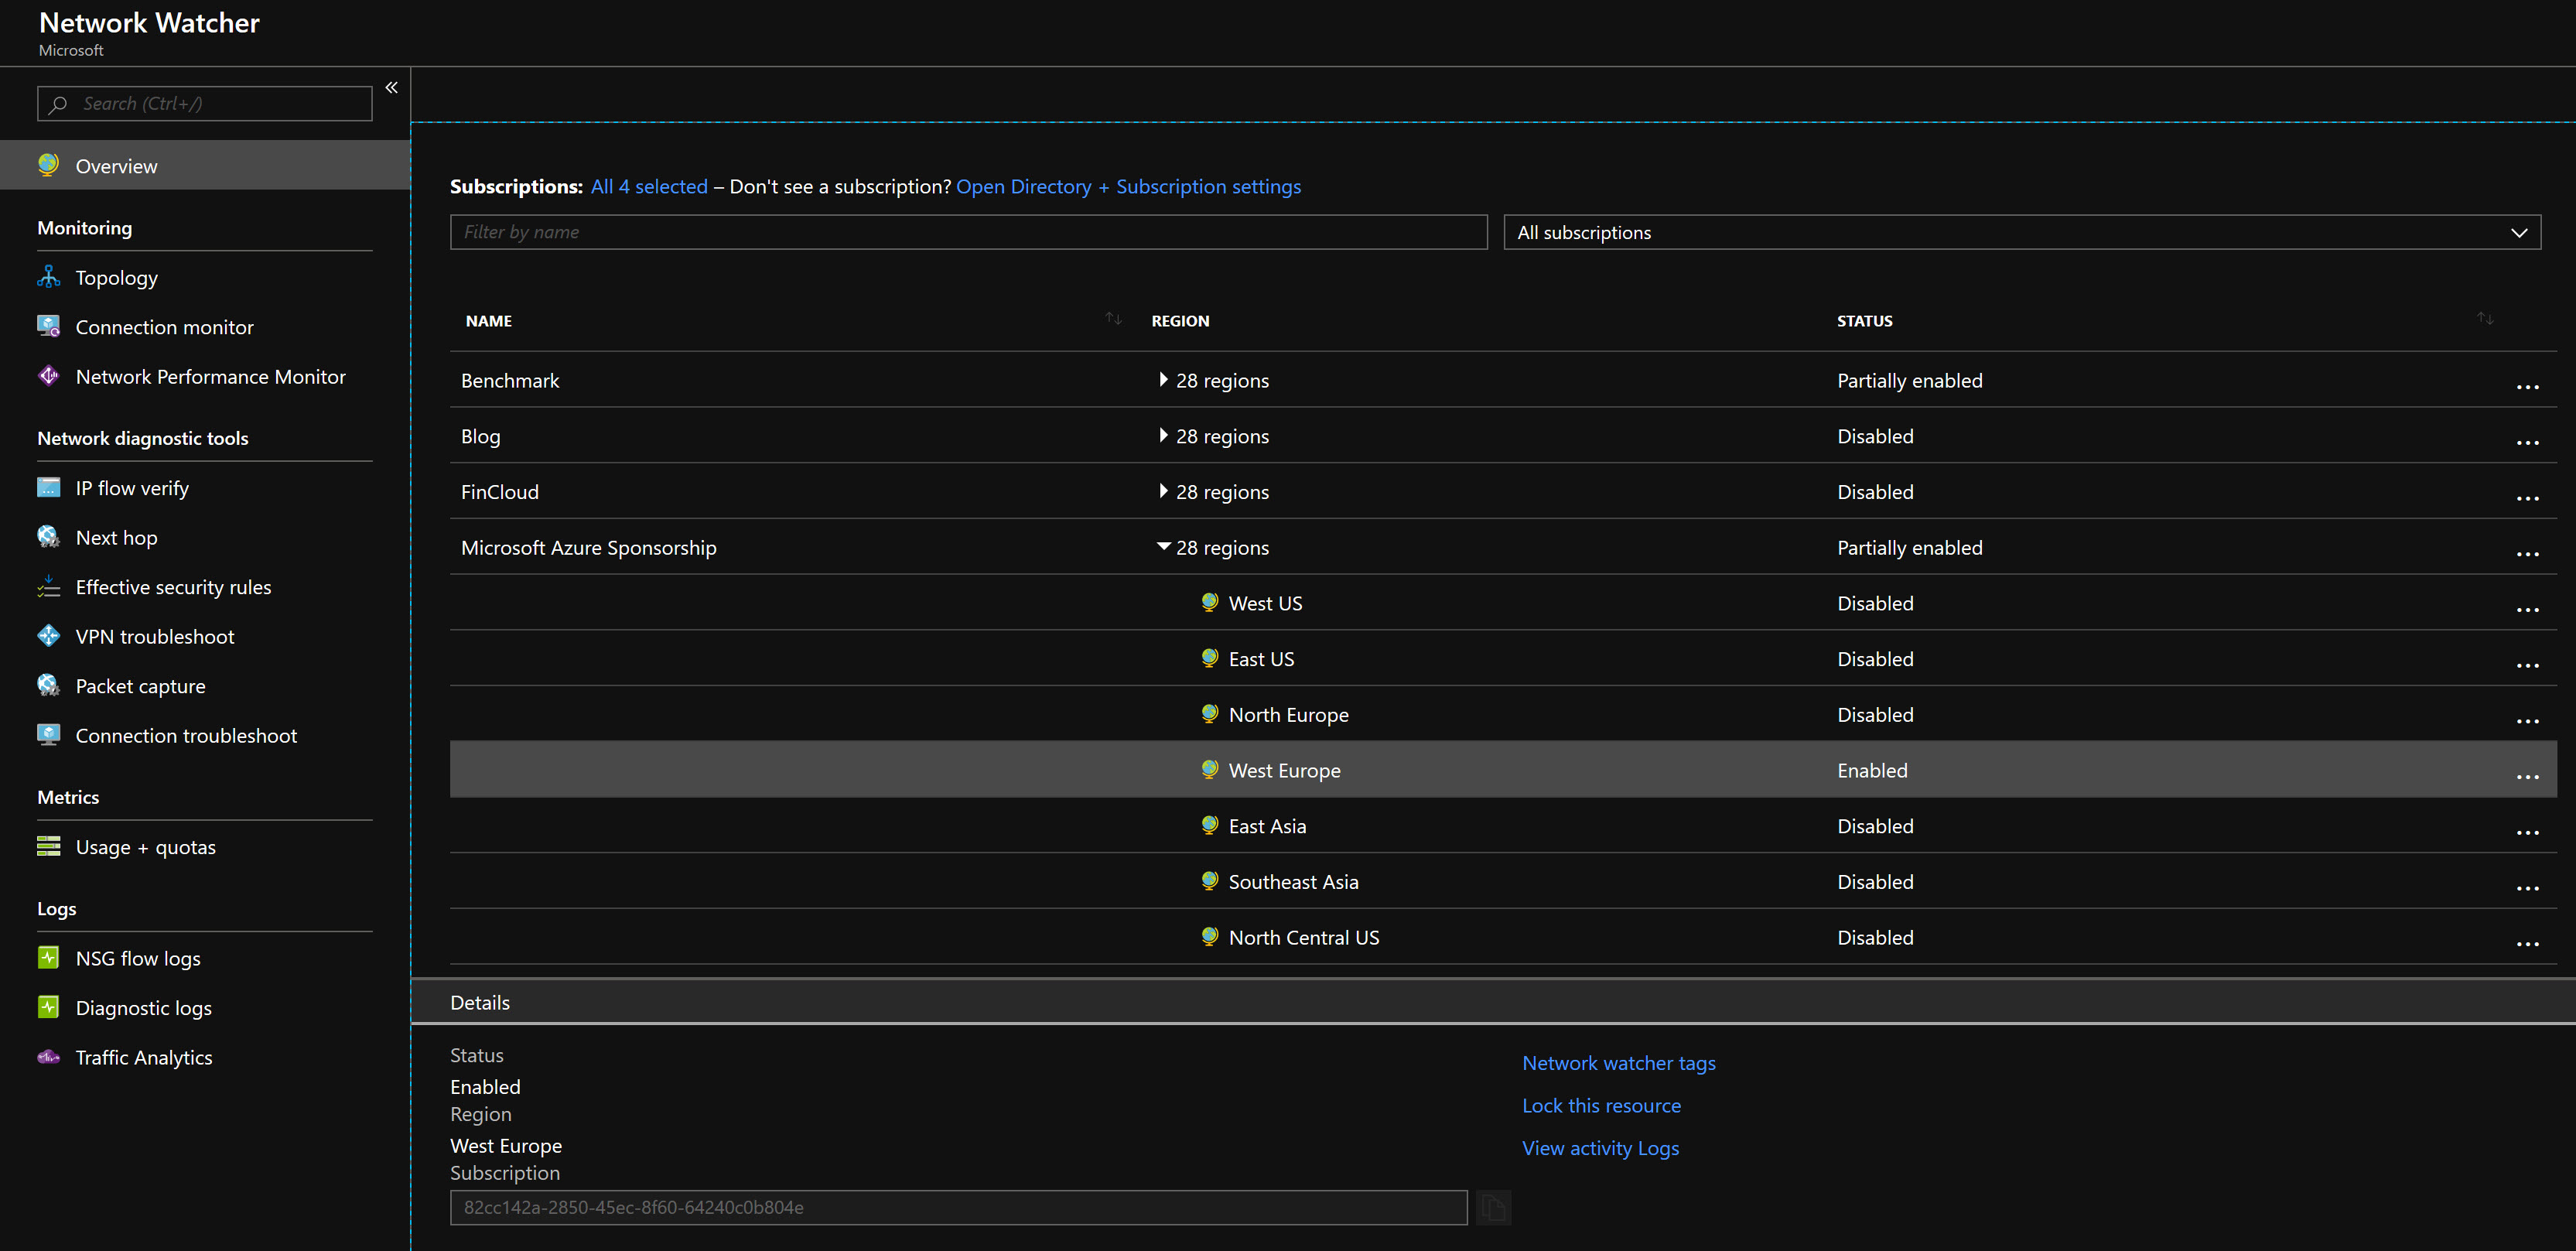 Network Watcher
Microsoft
Search (Ctrl+/)
«
Overview
Monitoring
Topology
Connection monitor
Network Performance Monitor
Network diagnostic tools
IP flow verify
Next hop
Effective security rules
VPN troubleshoot
Packet capture
Connection troubleshoot
Metrics
Usage + quotas
Logs
NSG flow logs
Diagnostic logs
Traffic Analytics
Subscriptions: All 4 selected – Don't see a subscription? Open Directory + Subscription settings
Filter by name
All subscriptions
NAME REGION STATUS
Benchmark 28 regions Partially enabled ...
Blog 28 regions Disabled ...
FinCloud 28 regions Disabled ...
Microsoft Azure Sponsorship 28 regions Partially enabled ...
West US Disabled ...
East US Disabled ...
North Europe Disabled ...
West Europe Enabled ...
East Asia Disabled ...
Southeast Asia Disabled ...
North Central US Disabled ...
Details
Status
Enabled
Region
West Europe
Subscription
82cc142a-2850-45ec-8f60-64240c0b804e
Network watcher tags
Lock this resource
View activity Logs